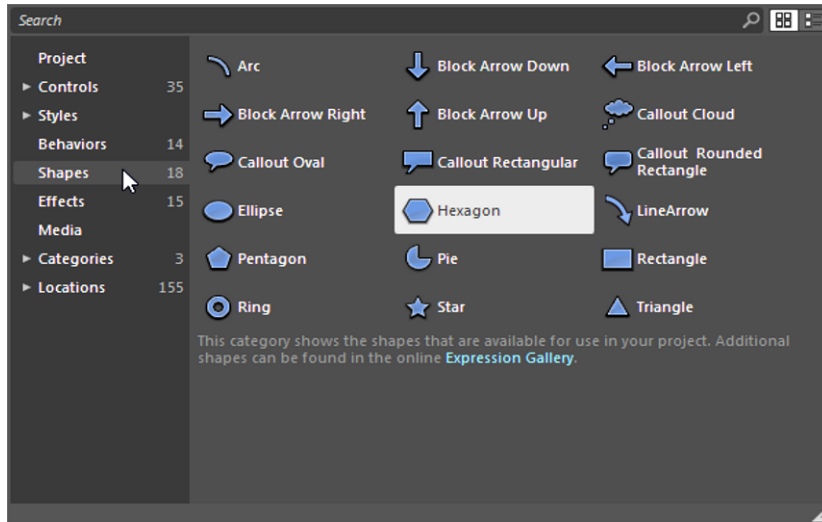 Search
Project
Controls 35
Styles
Behaviors 14
Shapes 18
Effects 15
Media
Categories 3
Locations 155
Arc
Block Arrow Down
Block Arrow Left
Block Arrow Right
Block Arrow Up
Callout Cloud
Callout Oval
Callout Rectangular
Callout Rounded
Rectangle
Ellipse
Hexagon
LineArrow
Pentagon
Pie
Rectangle
Ring
Star
Triangle
This category shows the shapes that are available for use in your project. Additional
shapes can be found in the online Expression Gallery.